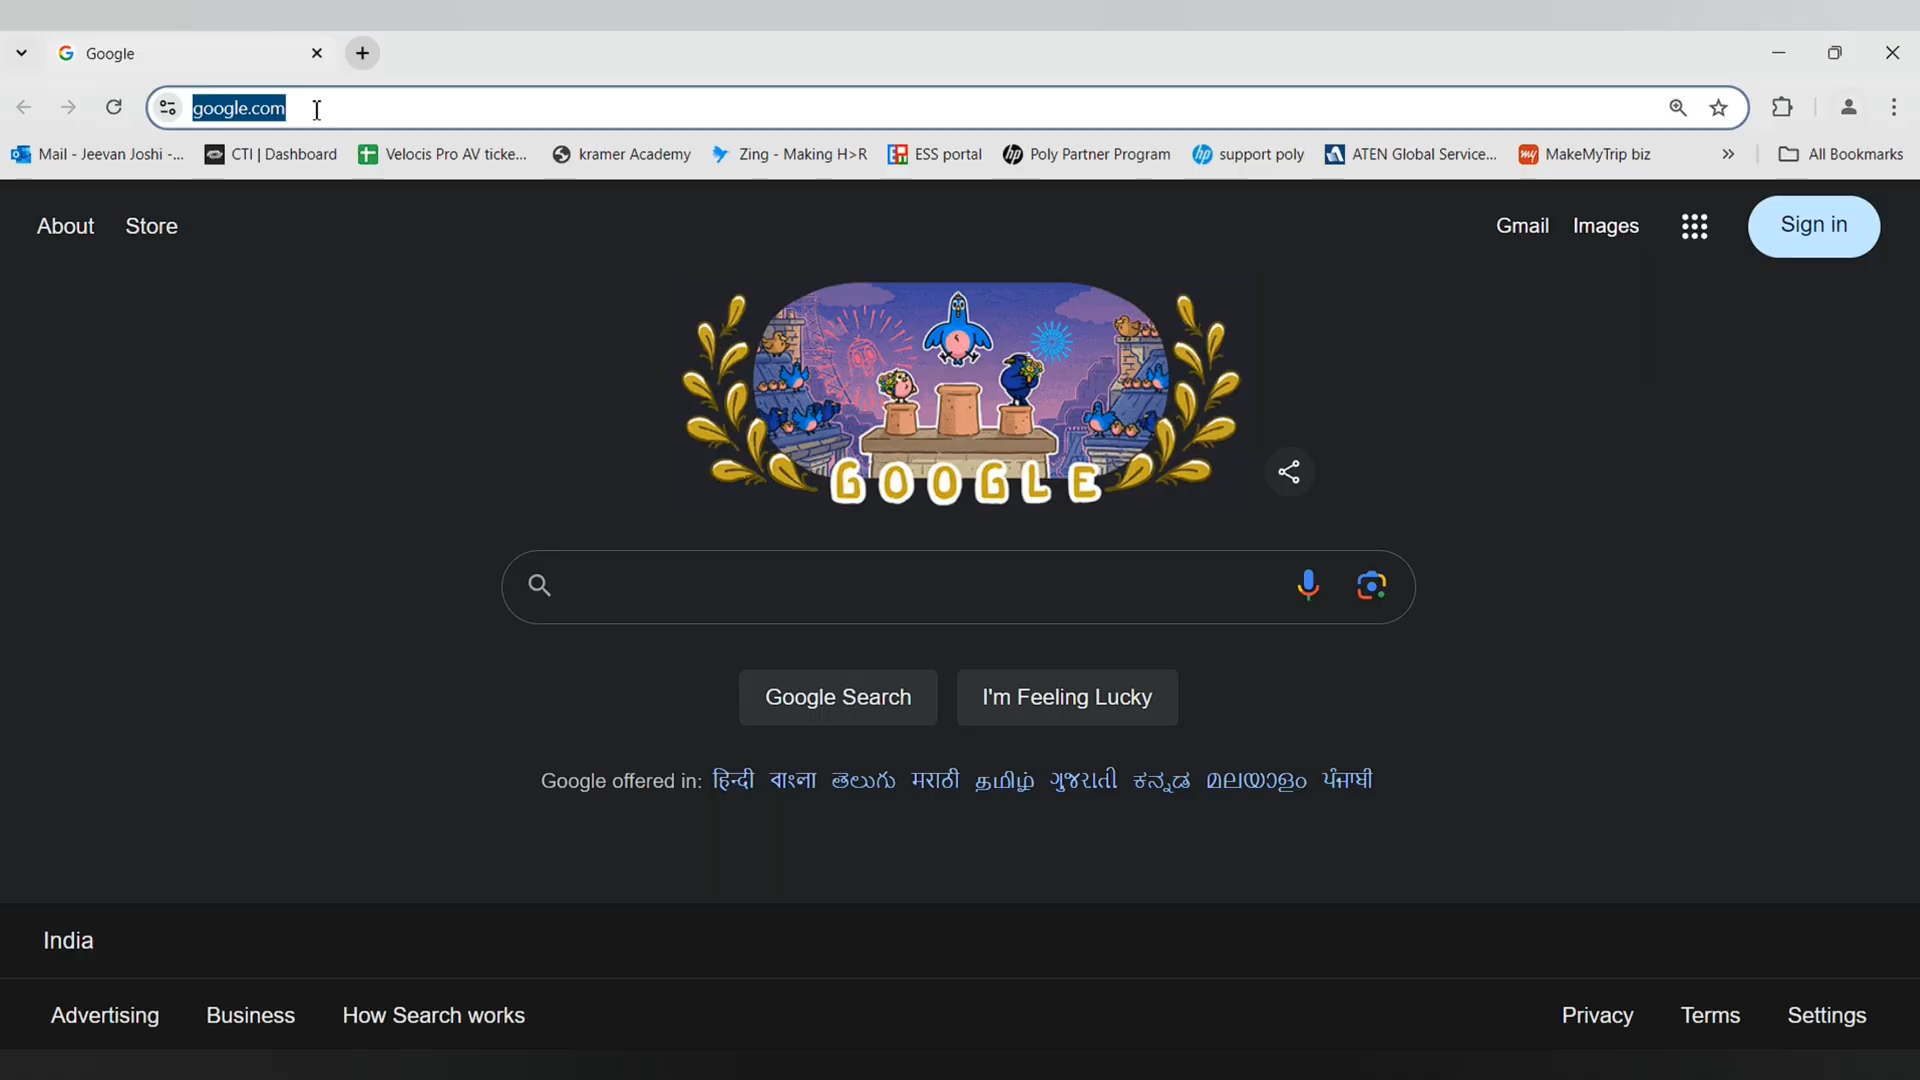 Google
google.com
Mail - Jeevan Joshi -... CTI | Dashboard Velocis Pro AV ticke... kramer Academy Zing - Making H>R ESS portal Poly Partner Program support poly ATEN Global Service... MakeMyTrip biz » All Bookmarks
About Store Gmail Images Sign in
GOOGLE
Google Search I'm Feeling Lucky
Google offered in: हिन्दी বাংলা తెలుగు मराठी தமிழ் ગુજરાતી ಕನ್ನಡ മലയാളം ਪੰਜਾਬੀ
India
Advertising Business How Search works Privacy Terms Settings